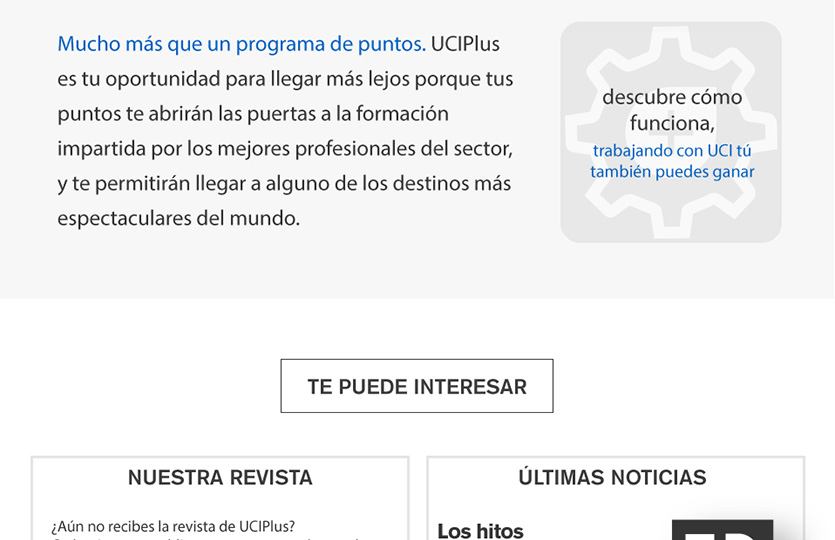 Mucho más que un programa de puntos. UCIPlus
es tu oportunidad para llegar más lejos porque tus
puntos te abrirán las puertas a la formación
impartida por los mejores profesionales del sector,
y te permitirán llegar a alguno de los destinos más
espectaculares del mundo.
descubre cómo
funciona,
trabajando con UCI tú
también puedes ganar
TE PUEDE INTERESAR
NUESTRA REVISTA
¿Aún no recibes la revista de UCIPlus?
ÚLTIMAS NOTICIAS
Los hitos